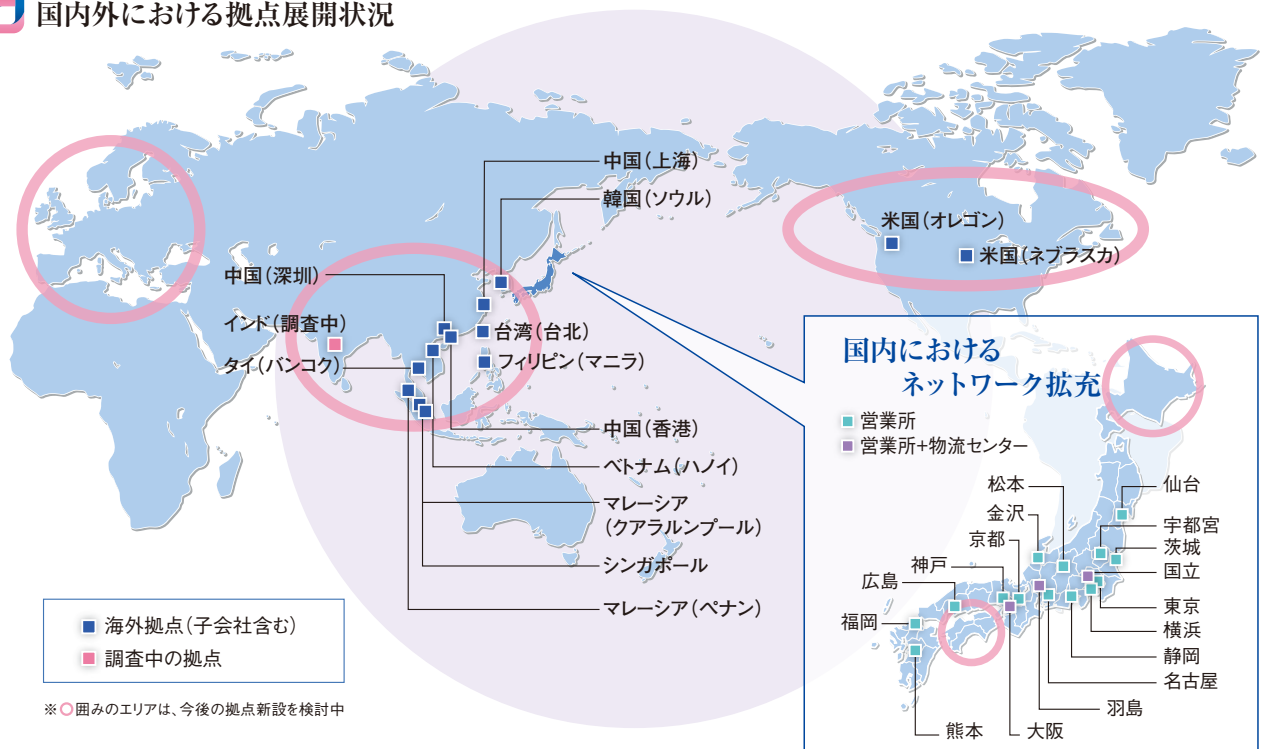 国内外における拠点展開状況
中国(上海)
韓国(ソウル)
米国(オレゴン)
米国(ネブラスカ)
中国(深圳)
インド(調査中)
タイ(バンコク)
台湾(台北)
フィリピン(マニラ)
中国(香港)
ベトナム(ハノイ)
マレーシア
(クアラルンプール)
シンガポール
マレーシア(ペナン)
海外拠点(子会社含む)
調査中の拠点
※○囲みのエリアは、今後の拠点新設を検討中
国内における
ネットワーク拡充
営業所
営業所+物流センター
松本
仙台
金沢
宇都宮
京都
茨城
神戸
国立
広島
東京
福岡
横浜
静岡
名古屋
羽島
熊本
大阪